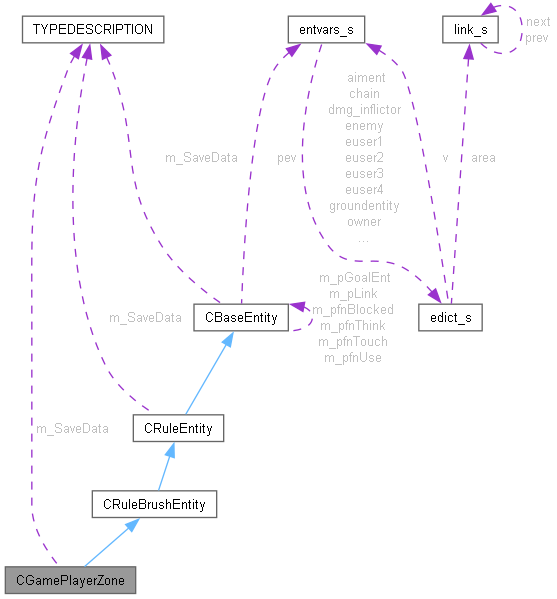 TYPEDESCRIPTION
entvars_s
link_s
next
prev
aiment
chain
dmg_inflictor
enemy
euser1
euser2
euser3
euser4
groundentity
owner
...
m_SaveData
pev
v
area
m_pGoalEnt
m_pLink
m_pfnBlocked
m_pfnThink
m_pfnTouch
m_pfnUse
CBaseEntity
edict_s
m_SaveData
CRuleEntity
m_SaveData
CRuleBrushEntity
CGamePlayerZone